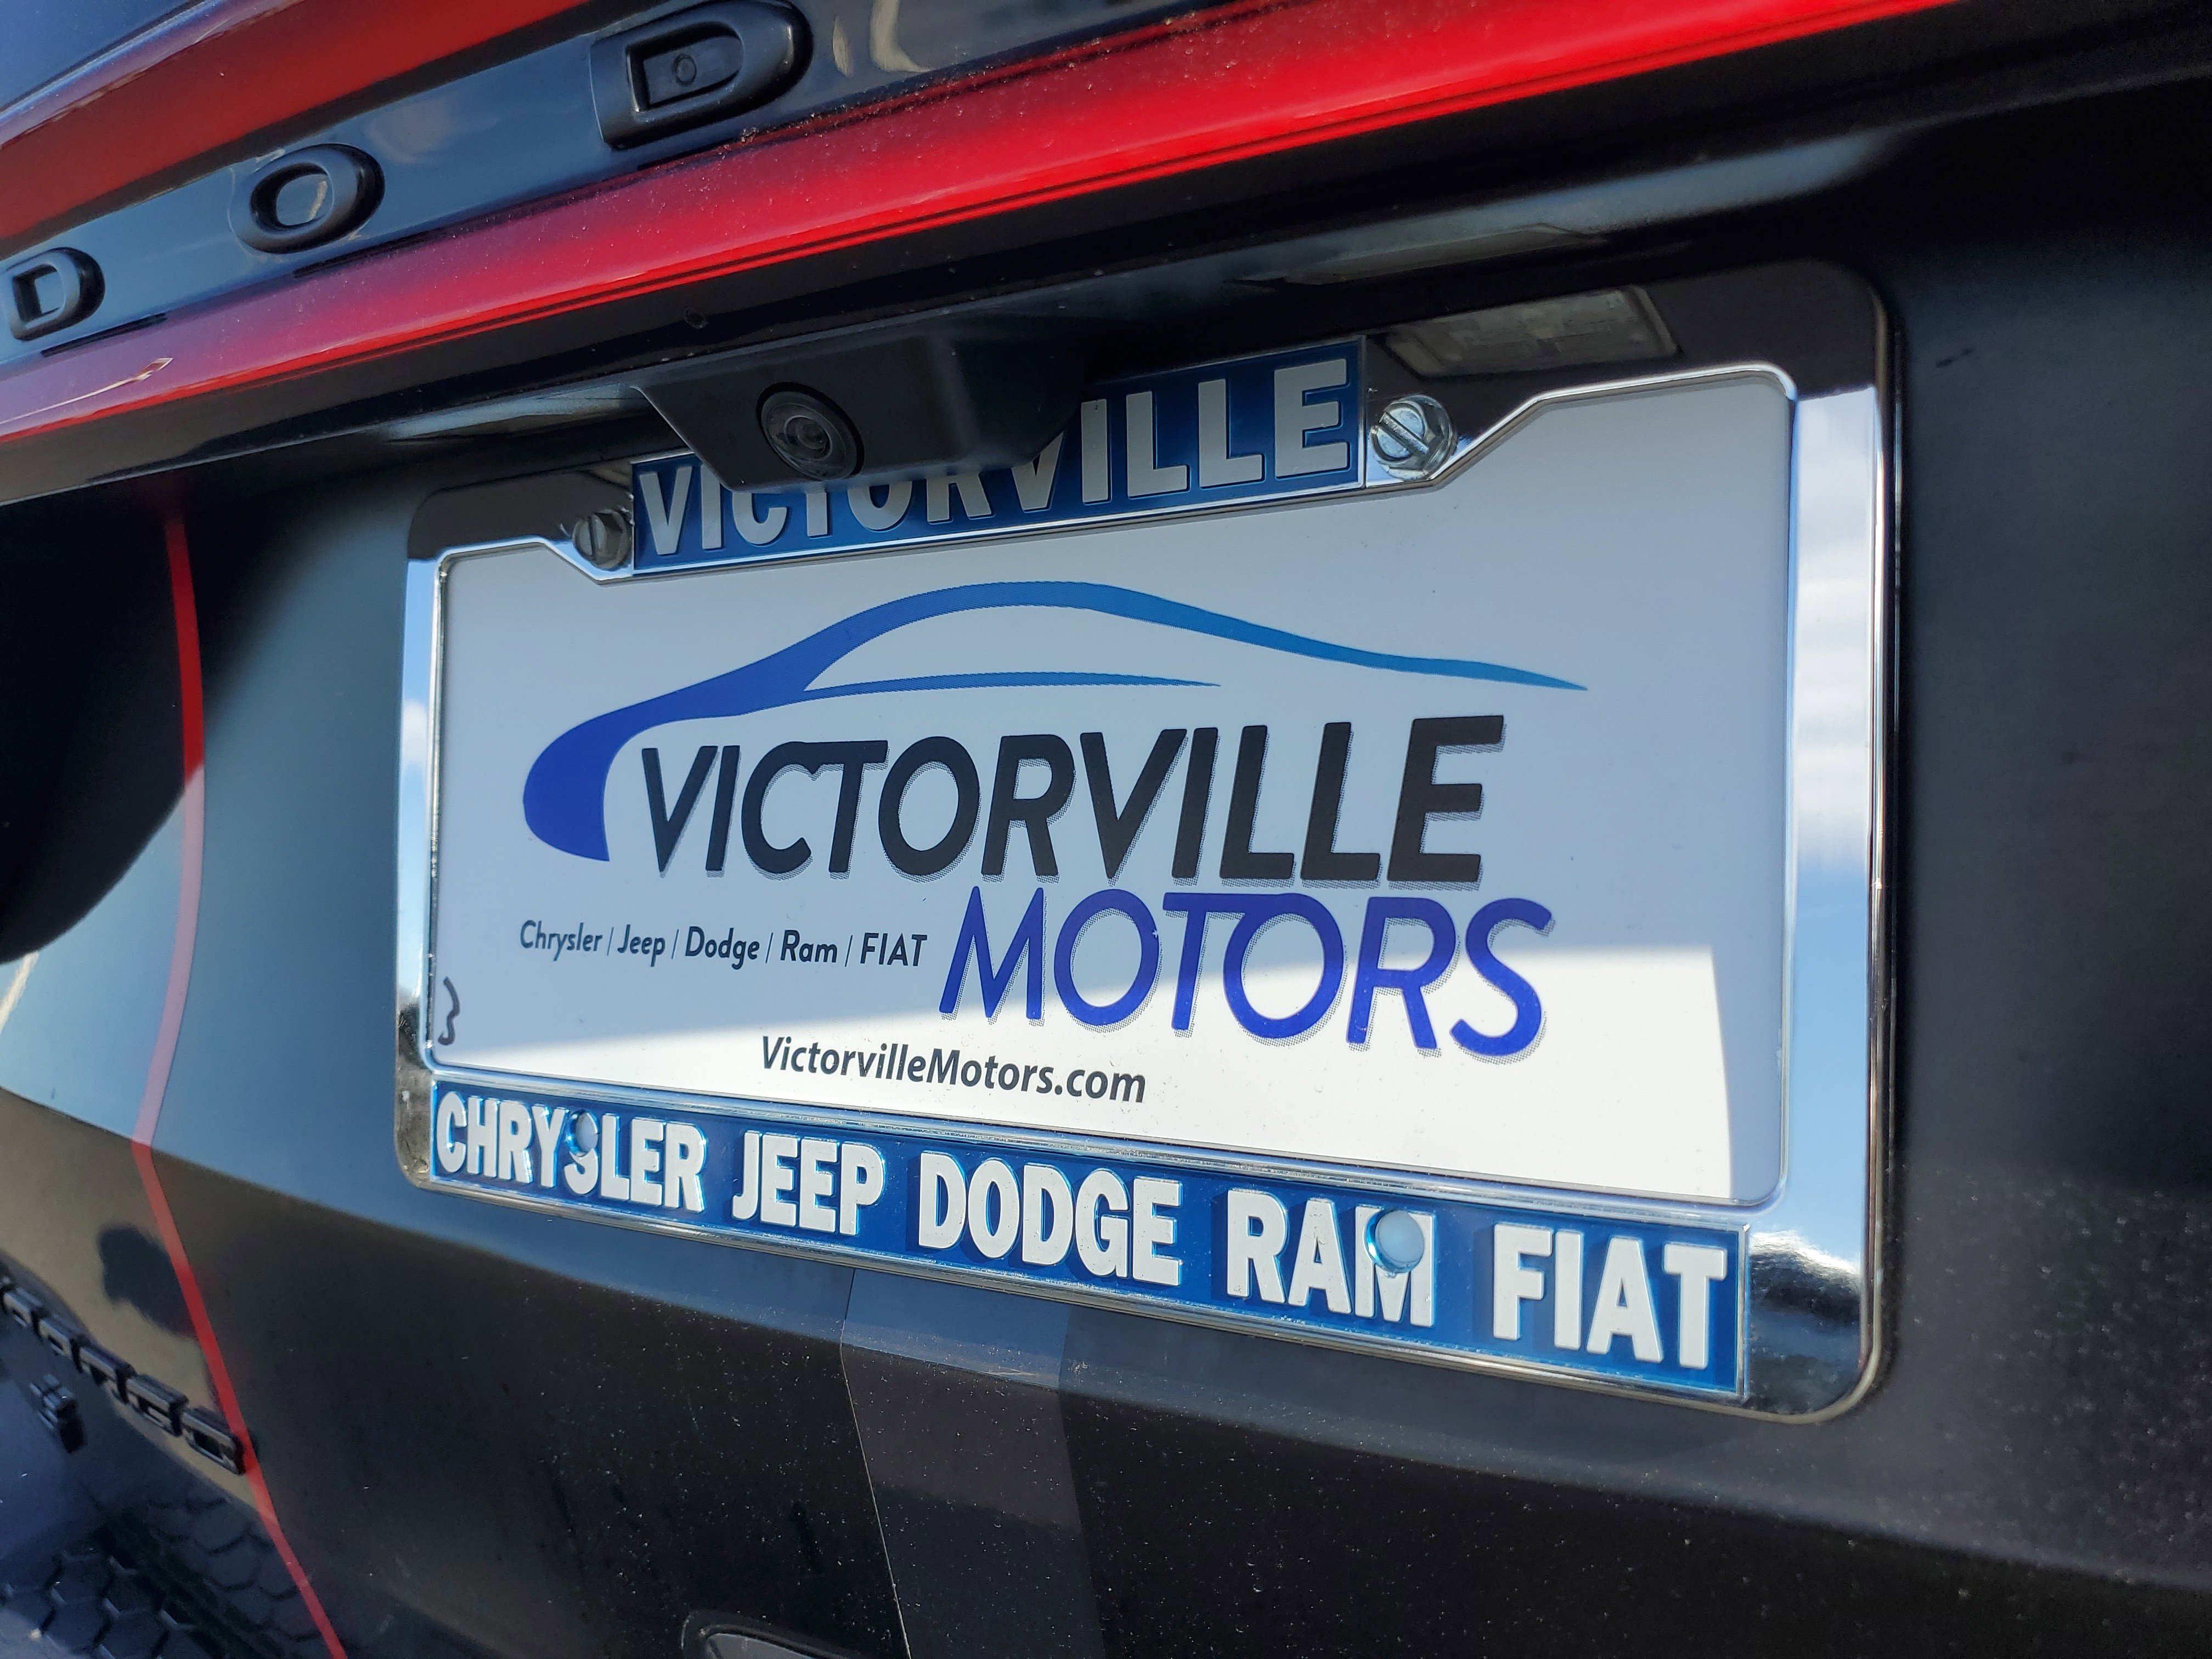 D O D
VICTORVILLE
VICTORVILLE
MOTORS
Chrysler | Jeep | Dodge | Ram | FIAT
VictorvilleMotors.com
CHRYSLER JEEP DODGE RAM FIAT